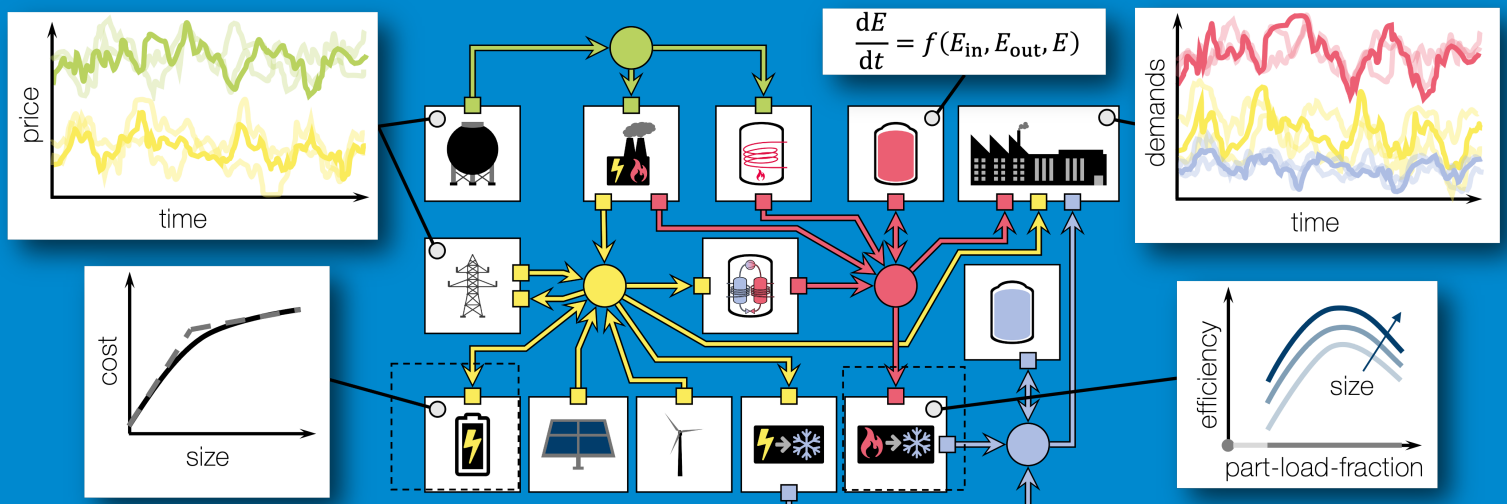 price
time
dE/dt = f(E_in, E_out, E)
demands
time
cost
size
efficiency
size
part-load-fraction